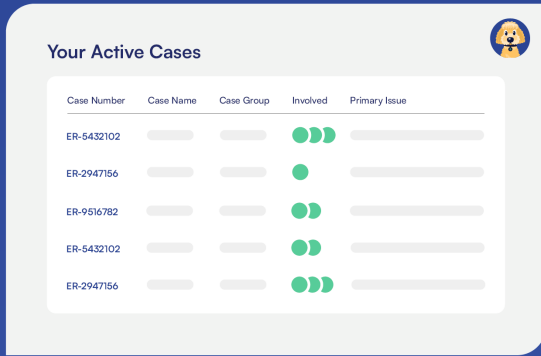 Your Active Cases
Case Number Case Name Case Group Involved Primary Issue
ER-5432102
ER-2947156
ER-9516782
ER-5432102
ER-2947156